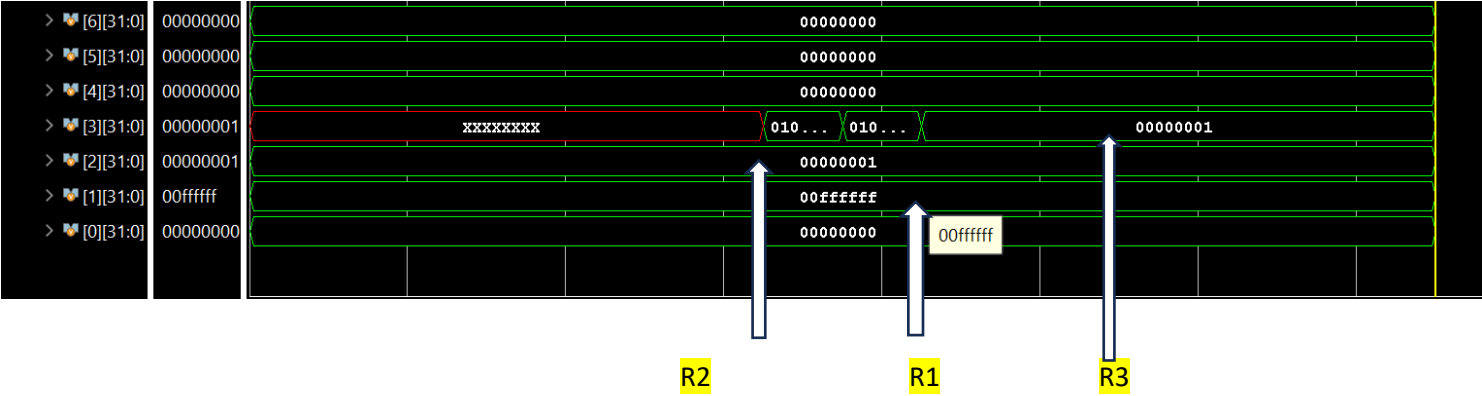 [6][31:0] 00000000 00000000
[5][31:0] 00000000 00000000
[4][31:0] 00000000 00000000
[3][31:0] 00000001 XXXXXXXX 010... 010... 00000001
[2][31:0] 00000001 00000001
[1][31:0] 00ffffff 00ffffff
[0][31:0] 00000000 00000000 00ffffff
R2 R1 R3